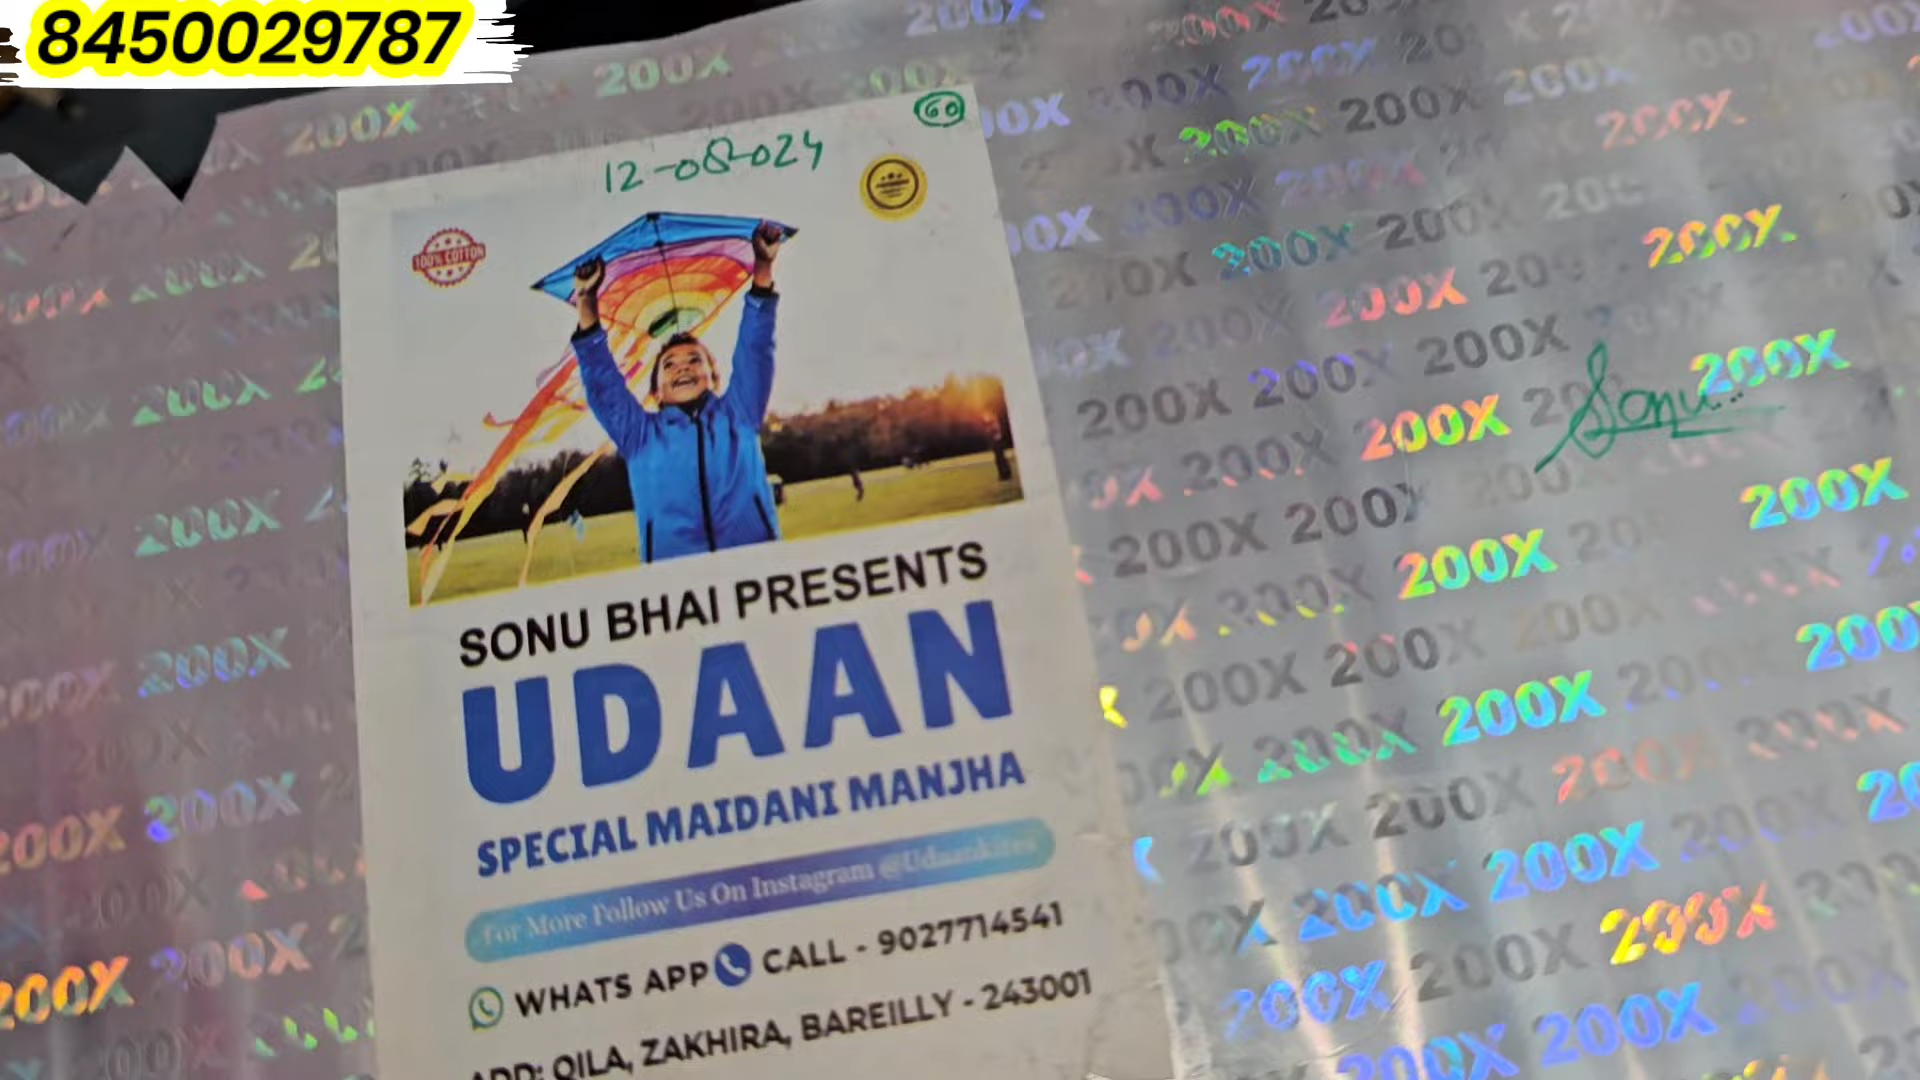 8450029787
60
12-08-024
100% COTTON
SONU BHAI PRESENTS
UDAAN
SPECIAL MAIDANI MANJHA
For More Follow Us On Instagram @Udaankites
WHATS APP CALL - 9027714541
ADD: QILA, ZAKHIRA, BAREILLY - 243001
Sonu
200X